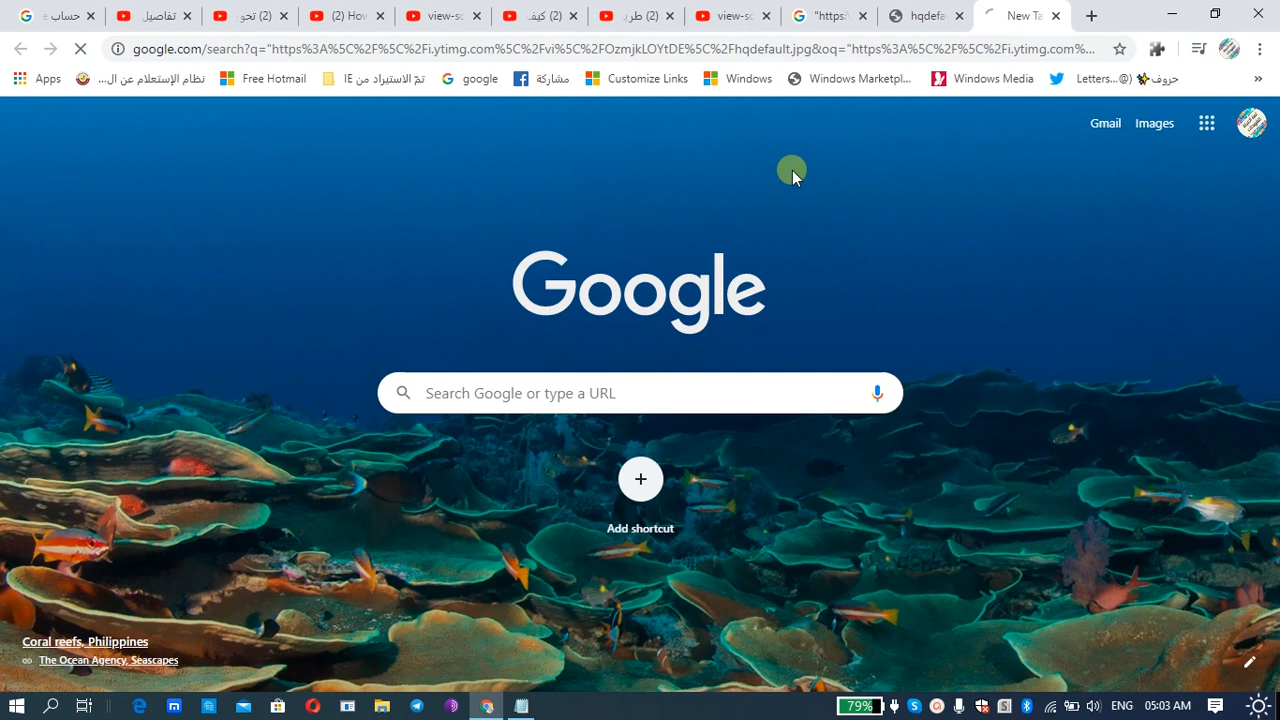 حساب
تفاصيل
(2) تحو
(2) How
view-sc
(2) كيف
(2) طري
view-sc
"https:\
hqdefa
New Ta
google.com/search?q="https%3A%5C%2F%5C%2Fi.ytimg.com%5C%2Fvi%5C%2FOzmjkLOYtDE%5C%2Fhqdefault.jpg&oq="https%3A%5C%2F%5C%2Fi.ytimg.com%...
Apps
نظام الإستعلام عن ال...
Free Hotmail
تمّ الاستيراد من IE
google
مشاركة
Customize Links
Windows
Windows Marketpl...
Windows Media
حروف (@...Letters
»
Gmail
Images
Google
Search Google or type a URL
Add shortcut
Coral reefs, Philippines
The Ocean Agency, Seascapes
79%
ENG
05:03 AM